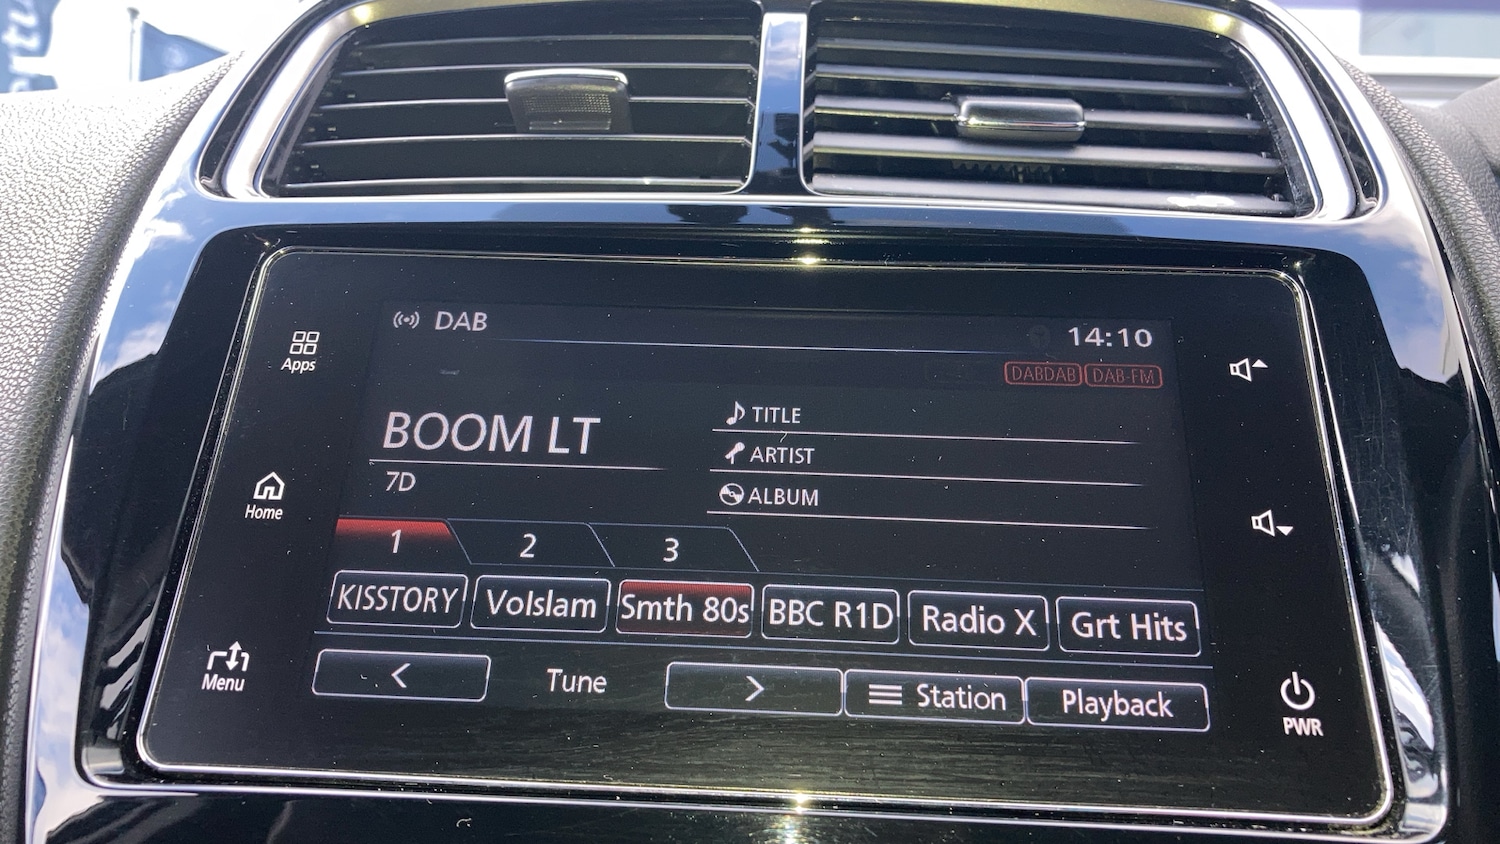 DAB
14:10
DABDAB DAB-FM
Apps
BOOM LT
7D
TITLE
ARTIST
ALBUM
Home
1 2 3
KISSTORY VoIslam Smth 80s BBC R1D Radio X Grt Hits
Menu
< Tune > Station Playback
PWR